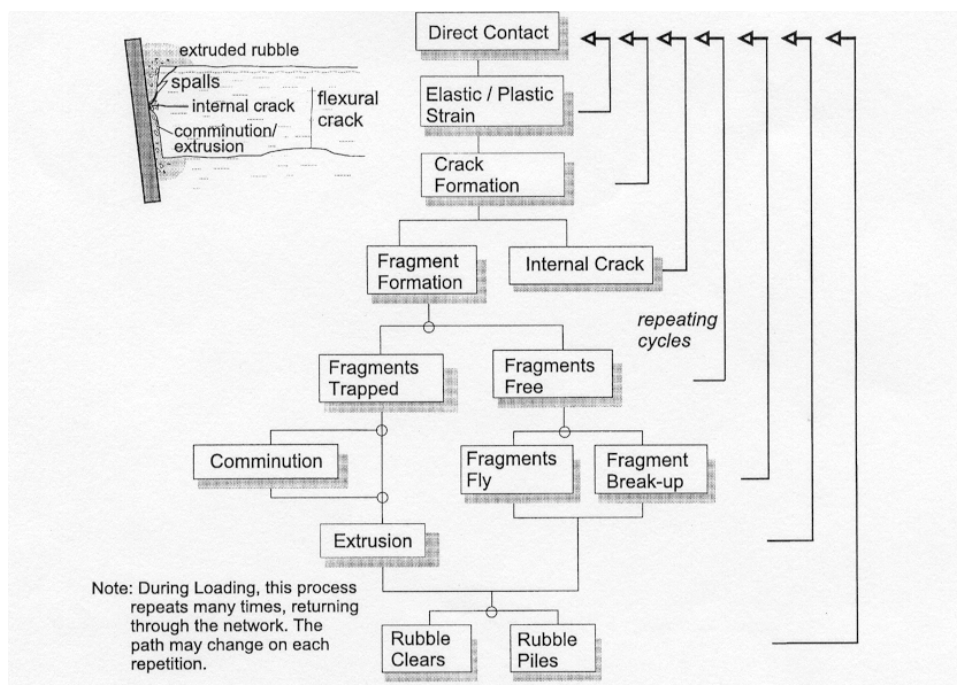 Direct Contact
extruded rubble
spalls
internal crack
comminution/
extrusion
flexural
crack
Elastic / Plastic
Strain
Crack
Formation
Fragment
Formation
Internal Crack
repeating
cycles
Fragments
Trapped
Fragments
Free
Comminution
Fragments
Fly
Fragment
Break-up
Extrusion
Note: During Loading, this process
repeats many times, returning
through the network. The
path may change on each
repetition.
Rubble
Clears
Rubble
Piles